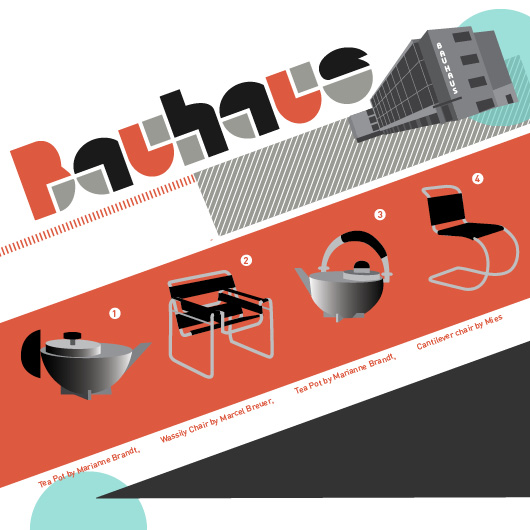 Bauhaus
BAUHAUS
1
2
3
4
Tea Pot by Marianne Brandt,
Wassily Chair by Marcel Breuer,
Tea Pot by Marianne Brandt,
Cantilever chair by Mies